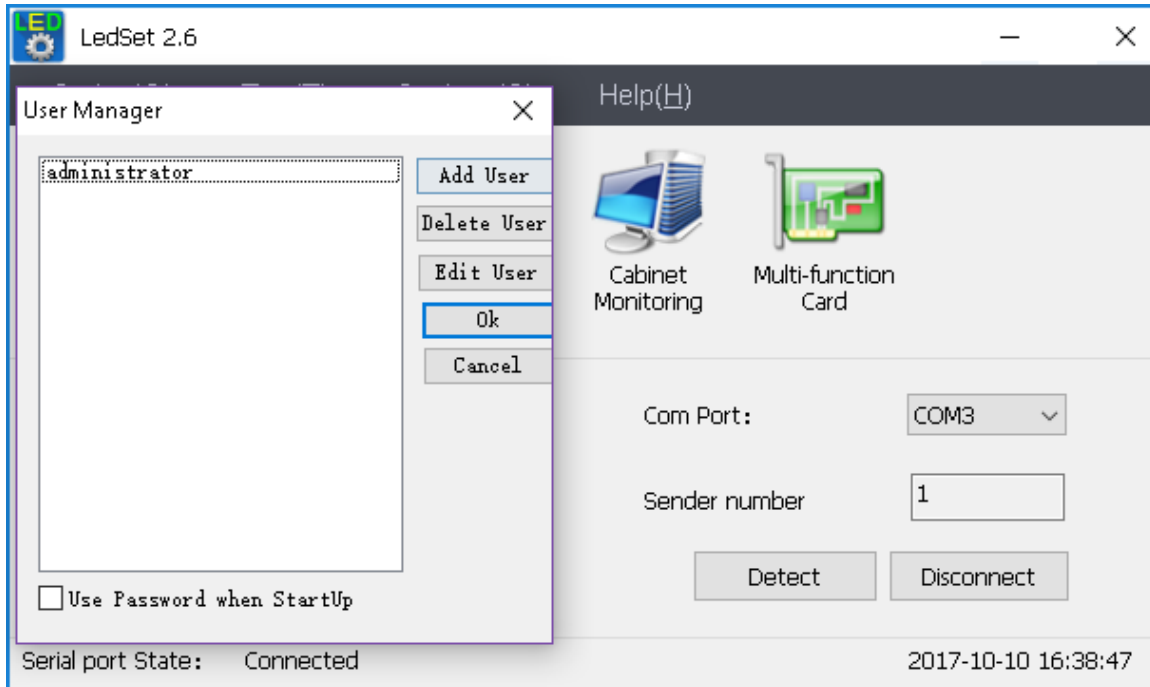 LED
LedSet 2.6
Help(H)
User Manager
administrator
Add User
Delete User
Edit User
Ok
Cancel
Use Password when StartUp
Cabinet
Monitoring
Multi-function
Card
Com Port:
COM3
Sender number
1
Detect
Disconnect
Serial port State:
Connected
2017-10-10 16:38:47